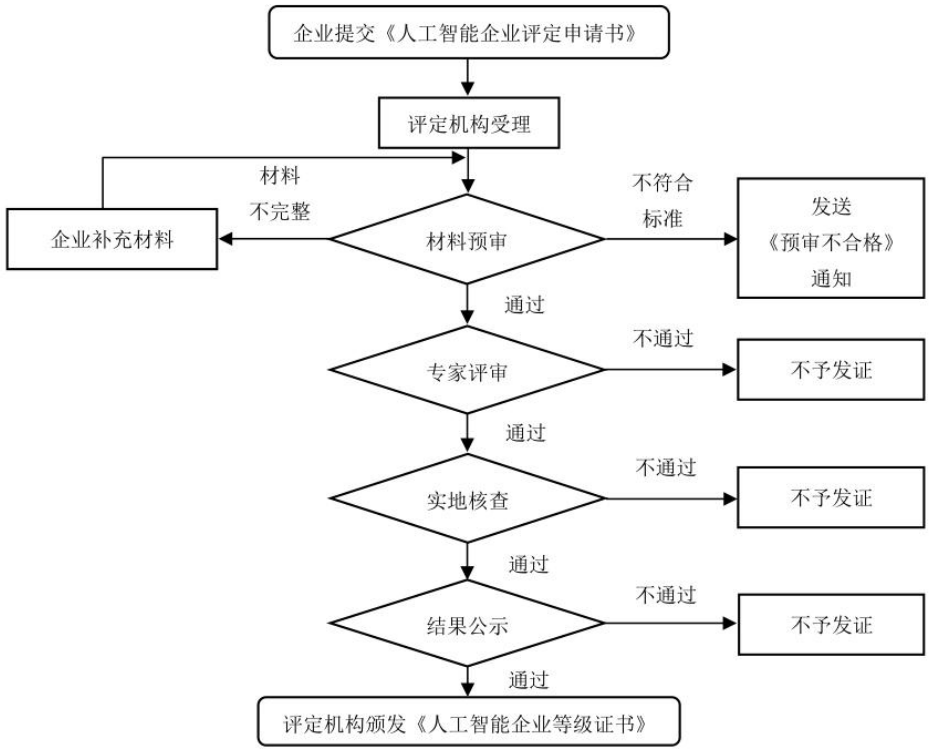 企业提交《人工智能企业评定申请书》
评定机构受理
材料
不完整
不符合
标准
企业补充材料
材料预审
发送
《预审不合格》
通知
通过
专家评审
不通过
不予发证
通过
实地核查
不通过
不予发证
通过
结果公示
不通过
不予发证
通过
评定机构颁发《人工智能企业等级证书》